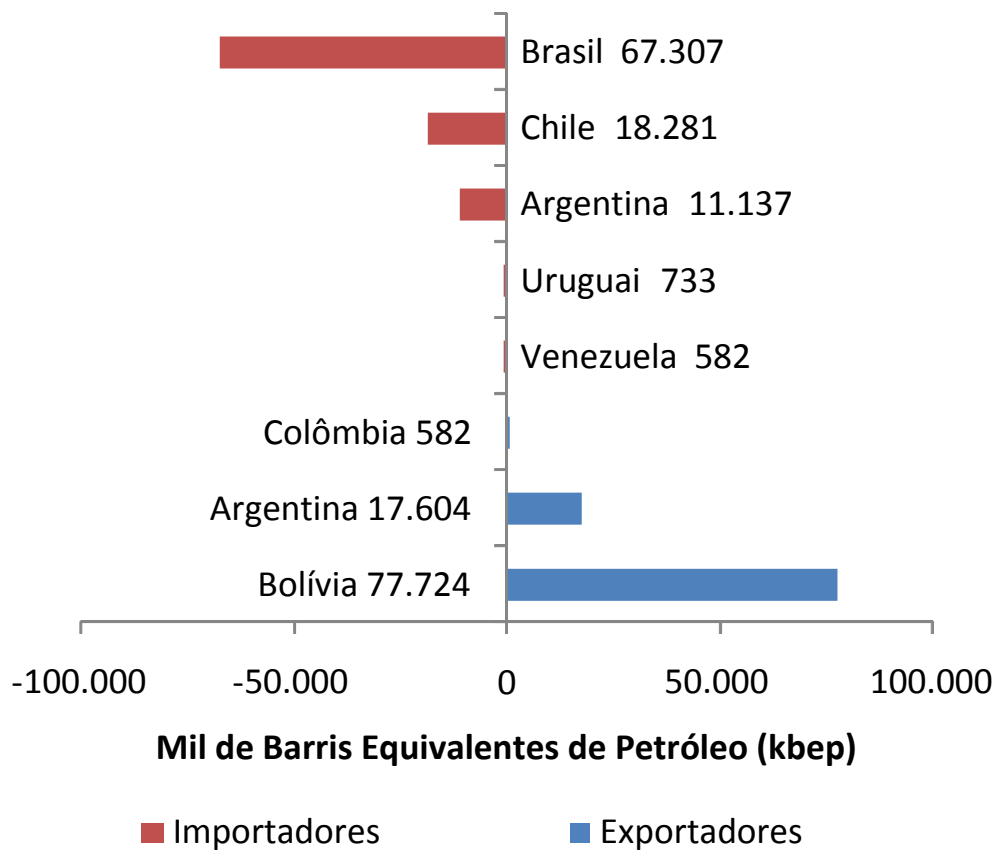 Brasil 67.307
Chile 18.281
Argentina 11.137
Uruguai 733
Venezuela 582
Colômbia 582
Argentina 17.604
Bolívia 77.724
-100.000 -50.000 0 50.000 100.000
Mil de Barris Equivalentes de Petróleo (kbep)
Importadores Exportadores